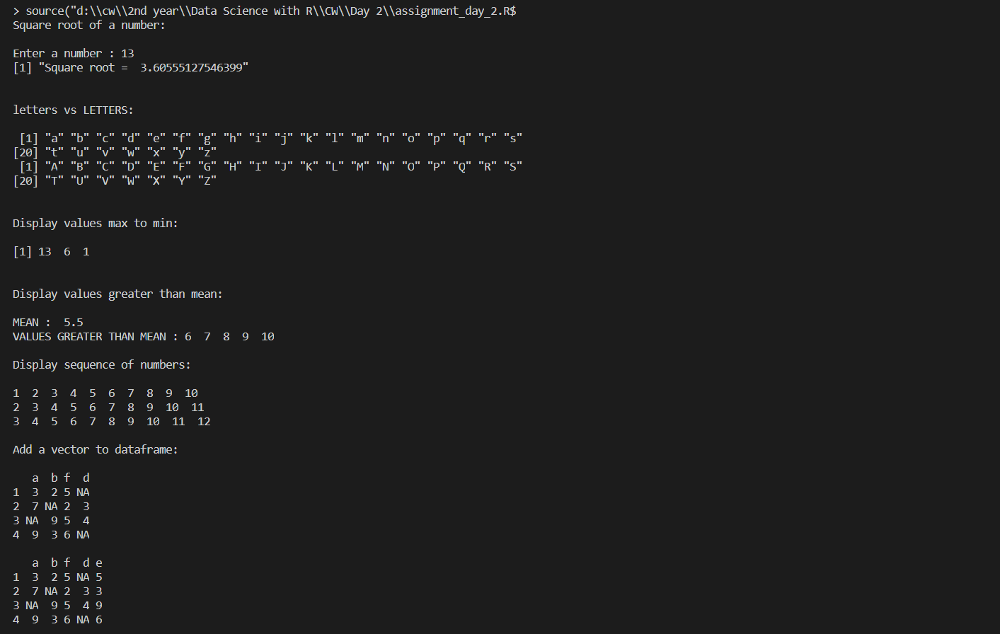 > source("d:\\cw\\2nd year\\Data Science with R\\CW\\Day 2\\assignment_day_2.R$
Square root of a number:
Enter a number : 13
[1] "Square root =  3.60555127546399"
letters vs LETTERS:
 [1] "a" "b" "c" "d" "e" "f" "g" "h" "i" "j" "k" "l" "m" "n" "o" "p" "q" "r" "s"
[20] "t" "u" "v" "w" "x" "y" "z"
 [1] "A" "B" "C" "D" "E" "F" "G" "H" "I" "J" "K" "L" "M" "N" "O" "P" "Q" "R" "S"
[20] "T" "U" "V" "W" "X" "Y" "Z"
Display values max to min:
[1] 13  6  1
Display values greater than mean:
MEAN :  5.5
VALUES GREATER THAN MEAN : 6  7  8  9  10
Display sequence of numbers:
1  2  3  4  5  6  7  8  9  10
2  3  4  5  6  7  8  9  10  11
3  4  5  6  7  8  9  10  11  12
Add a vector to dataframe:
   a  b f  d
1  3  2 5 NA
2  7 NA 2  3
3 NA  9 5  4
4  9  3 6 NA
   a  b f  d e
1  3  2 5 NA 5
2  7 NA 2  3 3
3 NA  9 5  4 9
4  9  3 6 NA 6